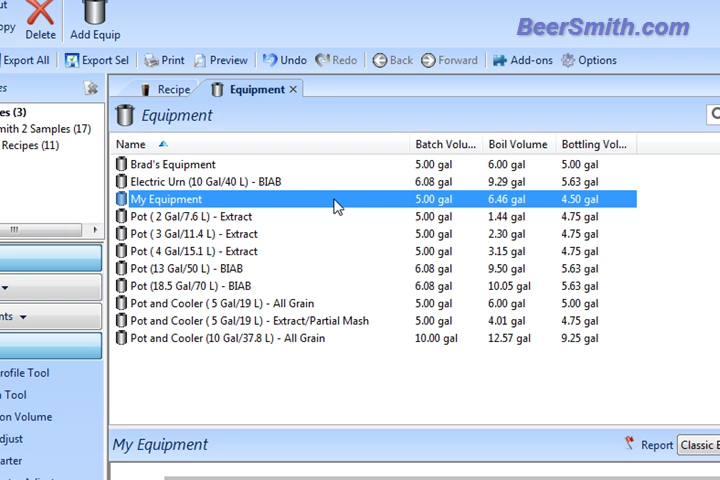 ut
opy
Delete
Add Equip
BeerSmith.com
Export All
Export Sel
Print
Preview
Undo
Redo
Back
Forward
Add-ons
Options
es
Recipe
Equipment
es (3)
mith 2 Samples (17)
Recipes (11)
Equipment
Name
Batch Volu...
Boil Volume
Bottling Vol...
Brad's Equipment 5.00 gal 6.00 gal 5.00 gal
Electric Urn (10 Gal/40 L) - BIAB 6.08 gal 9.29 gal 5.63 gal
My Equipment 5.00 gal 6.46 gal 4.50 gal
Pot ( 2 Gal/7.6 L) - Extract 5.00 gal 1.44 gal 4.75 gal
Pot ( 3 Gal/11.4 L) - Extract 5.00 gal 2.30 gal 4.75 gal
Pot ( 4 Gal/15.1 L) - Extract 5.00 gal 3.15 gal 4.75 gal
Pot (13 Gal/50 L) - BIAB 6.08 gal 9.50 gal 5.63 gal
Pot (18.5 Gal/70 L) - BIAB 6.08 gal 10.05 gal 5.63 gal
Pot and Cooler ( 5 Gal/19 L) - All Grain 5.00 gal 6.00 gal 5.00 gal
Pot and Cooler ( 5 Gal/19 L) - Extract/Partial Mash 5.00 gal 4.01 gal 4.75 gal
Pot and Cooler (10 Gal/37.8 L) - All Grain 10.00 gal 12.57 gal 9.25 gal
nts
rofile Tool
n Tool
on Volume
djust
arter
My Equipment
Report
Classic E